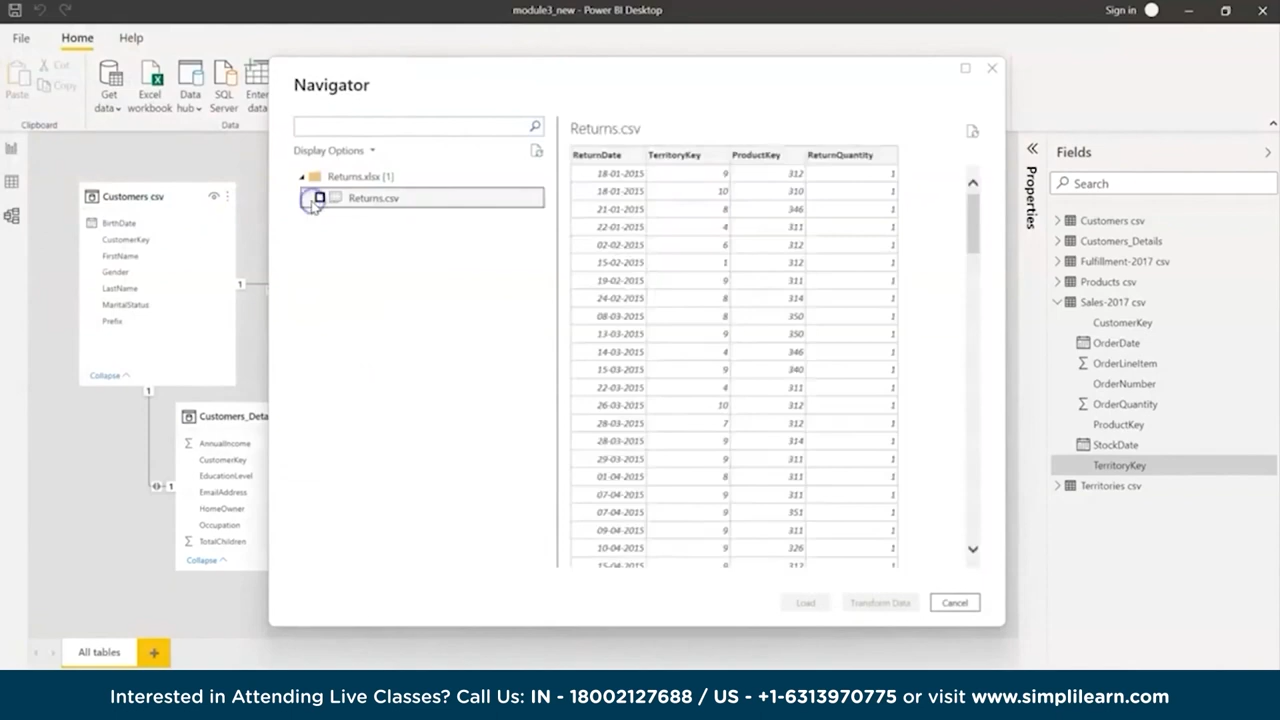 module3_new - Power BI Desktop
Sign in
File
Home
Help
Paste
Cut
Copy
Get data
Excel workbook
Data hub
SQL Server
Enter data
Clipboard
Data
Customers csv
BirthDate
CustomerKey
FirstName
Gender
LastName
MaritalStatus
Prefix
Collapse
1
1
1
Customers_Deta
AnnualIncome
CustomerKey
EducationLevel
EmailAddress
HomeOwner
Occupation
TotalChildren
Collapse
All tables
Navigator
Display Options
Returns.xlsx [1]
Returns.csv
Returns.csv
ReturnDate TerritoryKey ProductKey ReturnQuantity
18-01-2015 9 312 1
18-01-2015 10 310 1
21-01-2015 8 346 1
22-01-2015 4 311 1
02-02-2015 6 312 1
15-02-2015 1 312 1
19-02-2015 9 311 1
24-02-2015 8 314 1
08-03-2015 8 350 1
13-03-2015 9 350 1
14-03-2015 4 346 1
15-03-2015 9 340 1
22-03-2015 4 311 1
26-03-2015 10 312 1
28-03-2015 7 312 1
28-03-2015 9 314 1
29-03-2015 9 311 1
01-04-2015 8 311 1
07-04-2015 9 311 1
07-04-2015 9 351 1
09-04-2015 9 311 1
10-04-2015 9 326 1
15-04-2015 9 312 1
Load
Transform Data
Cancel
Properties
Fields
Search
Customers csv
Customers_Details
Fulfillment-2017 csv
Products csv
Sales-2017 csv
CustomerKey
OrderDate
OrderLineItem
OrderNumber
OrderQuantity
ProductKey
StockDate
TerritoryKey
Territories csv
Interested in Attending Live Classes? Call Us: IN - 18002127688 / US - +1-6313970775 or visit www.simplilearn.com